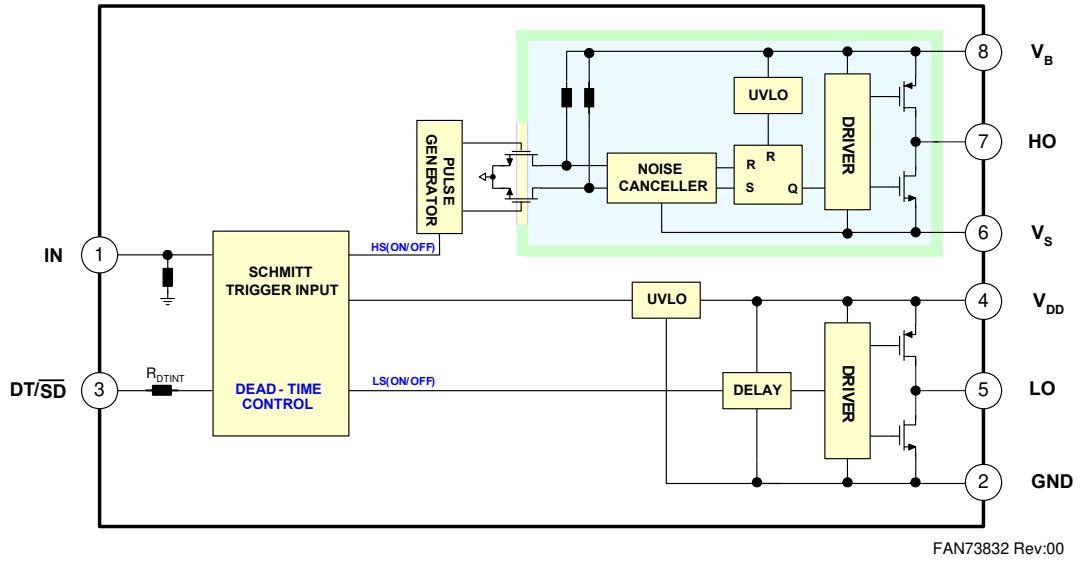 8
V_B
UVLO
DRIVER
PULSE
GENERATOR
7
HO
R
NOISE
CANCELLER
R
S
Q
6
V_S
IN
1
HS(ON/OFF)
SCHMITT
TRIGGER INPUT
UVLO
4
V_DD
DT/SD
3
R_DTINT
DEAD - TIME
CONTROL
LS(ON/OFF)
DELAY
DRIVER
5
LO
2
GND
FAN73832 Rev:00